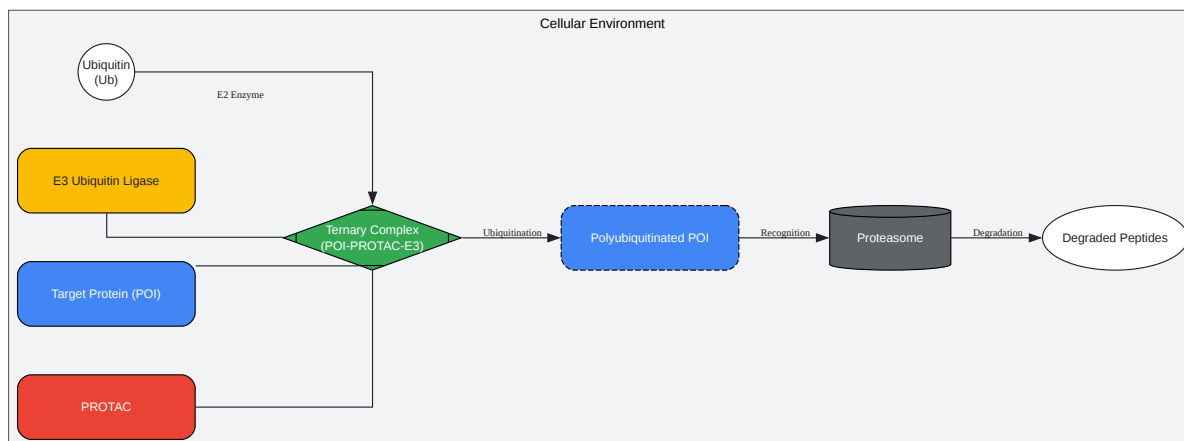 Cellular Environment
Ubiquitin
(Ub)
E2 Enzyme
E3 Ubiquitin Ligase
Ternary Complex
(POI-PROTAC-E3)
Ubiquitination
Polyubiquitinated POI
Recognition
Proteasome
Degradation
Degraded Peptides
Target Protein (POI)
PROTAC